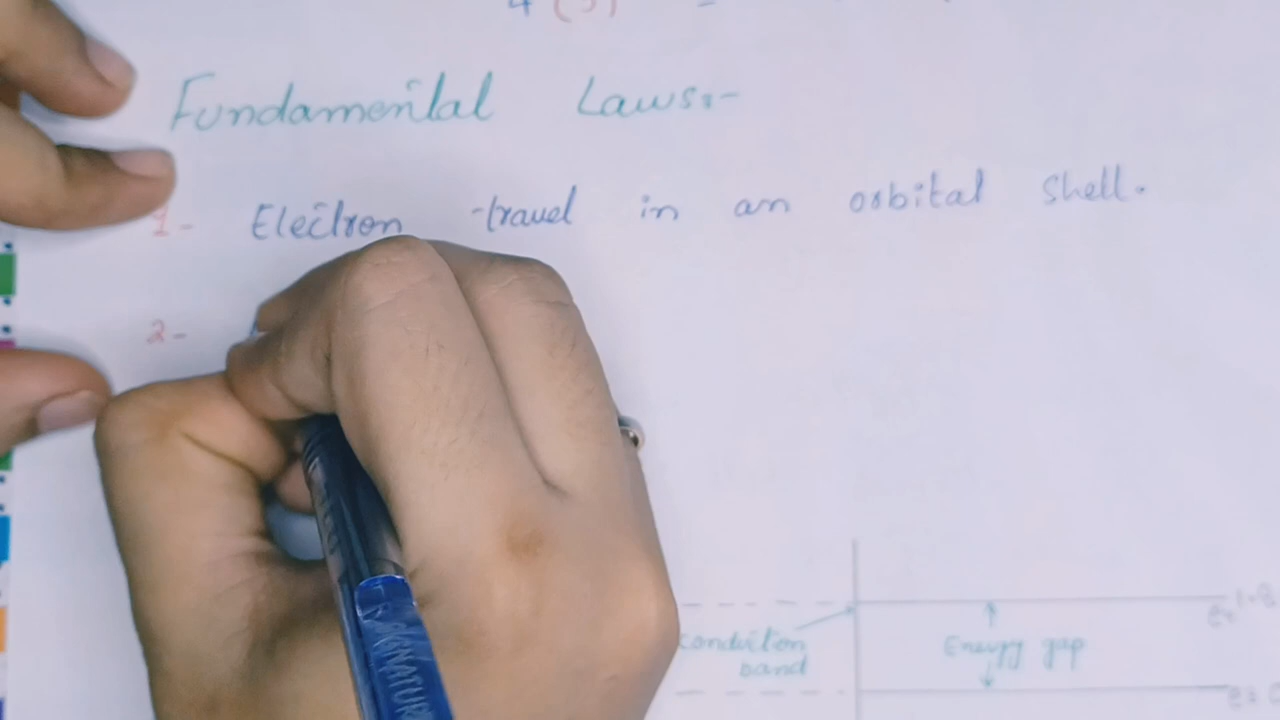 Fundamental Laws:-
1- Electron travel in an orbital shell.
2-
Conduction
band
Energy gap